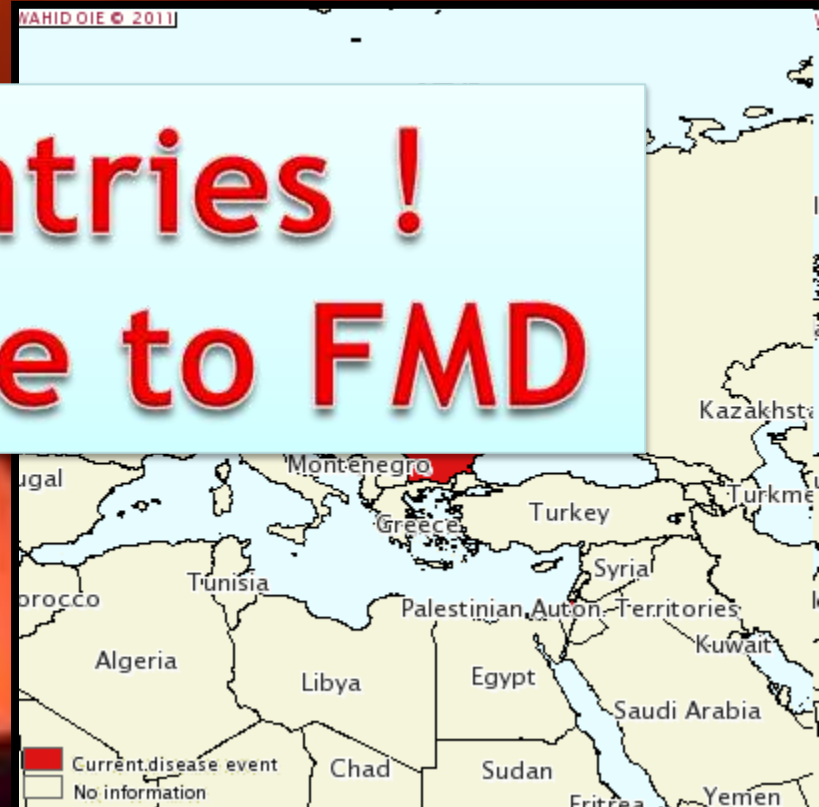 WAHID OIE © 2011
ntries !
e to FMD
Kazakhsta
Montenegro
ugal
Turkme
Greece
Turkey
Syria
Tunisia
orocco
Palestinian Auton. Territories
Kuwait
Algeria
Libya
Egypt
Saudi Arabia
Current disease event
Chad
Sudan
No information
Eritrea
Yemen